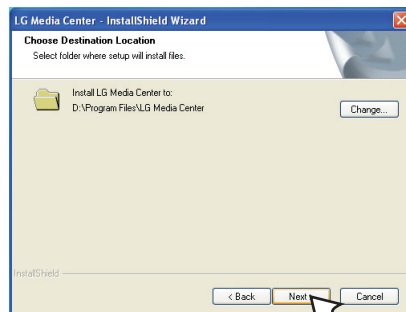 LG Media Center - InstallShield Wizard
Choose Destination Location
Select folder where setup will install files.
Install LG Media Center to:
D:\Program Files\LG Media Center
Change...
InstallShield
< Back Next Cancel